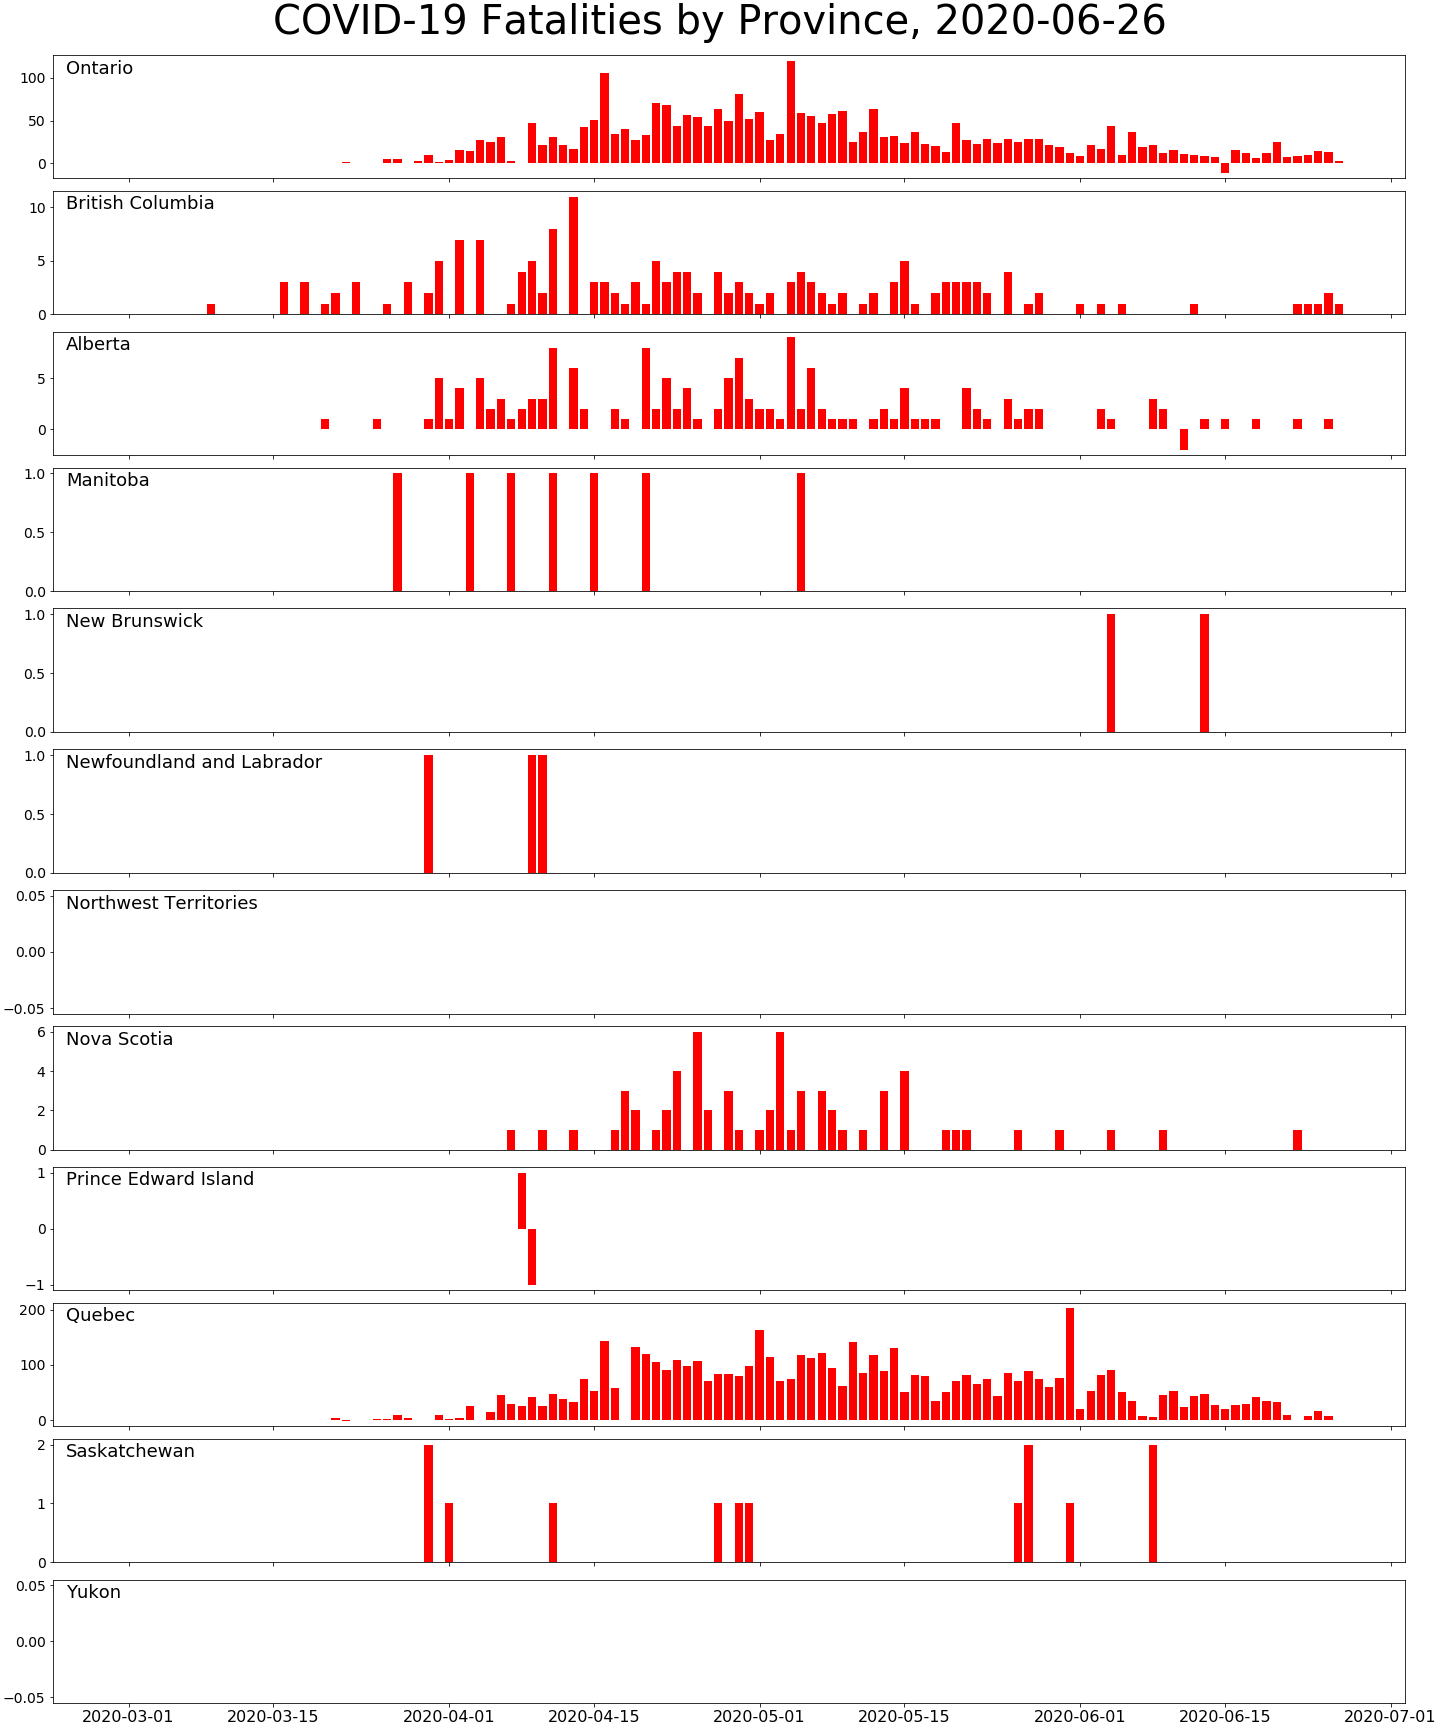 COVID-19 Fatalities by Province, 2020-06-26
Ontario
100
50
0
British Columbia
10
5
0
Alberta
5
0
Manitoba
1.0
0.5
0.0
New Brunswick
1.0
0.5
0.0
Newfoundland and Labrador
1.0
0.5
0.0
Northwest Territories
0.05
0.00
−0.05
Nova Scotia
6
4
2
0
Prince Edward Island
1
0
−1
Quebec
200
100
0
Saskatchewan
2
1
0
Yukon
0.05
0.00
−0.05
2020-03-01 2020-03-15 2020-04-01 2020-04-15 2020-05-01 2020-05-15 2020-06-01 2020-06-15 2020-07-01